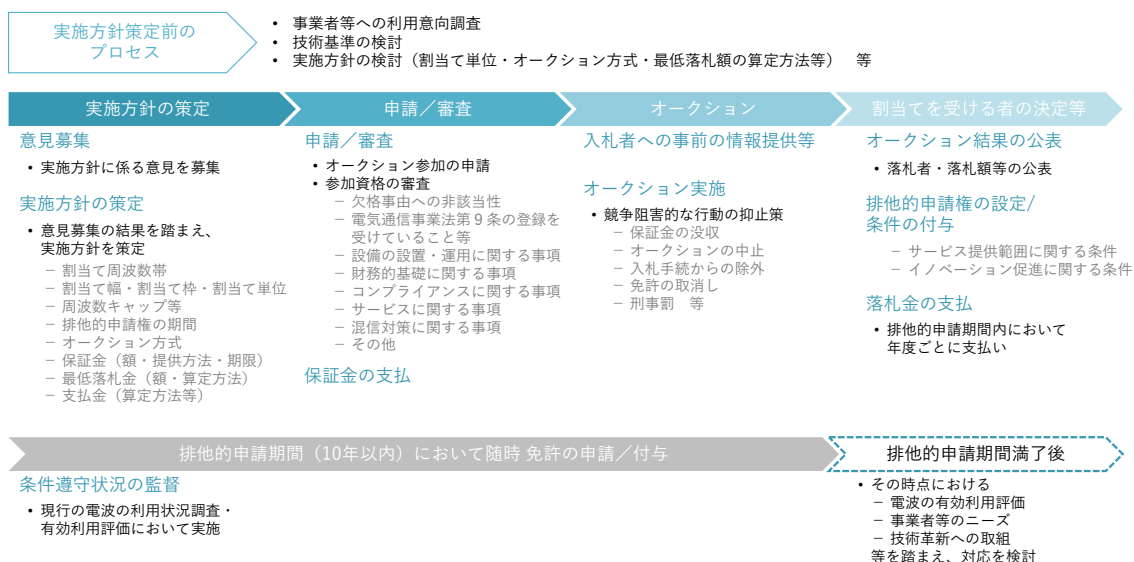 実施方針策定前の
プロセス
• 事業者等への利用意向調査
• 技術基準の検討
• 実施方針の検討（割当て単位・オークション方式・最低落札額の算定方法等）　等
実施方針の策定
意見募集
• 実施方針に係る意見を募集
実施方針の策定
• 意見募集の結果を踏まえ、
実施方針を策定
− 割当て周波数帯
− 割当て幅・割当て枠・割当て単位
− 周波数キャップ等
− 排他的申請権の期間
− オークション方式
− 保証金（額・提供方法・期限）
− 最低落札金（額・算定方法）
− 支払金（算定方法等）
申請／審査
申請／審査
• オークション参加の申請
• 参加資格の審査
− 欠格事由への非該当性
− 電気通信事業法第９条の登録を
受けていること等
− 設備の設置・運用に関する事項
− 財務的基礎に関する事項
− コンプライアンスに関する事項
− サービスに関する事項
− 混信対策に関する事項
− その他
保証金の支払
オークション
入札者への事前の情報提供等
オークション実施
• 競争阻害的な行動の抑止策
− 保証金の没収
− オークションの中止
− 入札手続からの除外
− 免許の取消し
− 刑事罰　等
割当てを受ける者の決定等
オークション結果の公表
• 落札者・落札額等の公表
排他的申請権の設定/
条件の付与
− サービス提供範囲に関する条件
− イノベーション促進に関する条件
落札金の支払
• 排他的申請期間内において
年度ごとに支払い
排他的申請期間（10年以内）において随時 免許の申請／付与
条件遵守状況の監督
• 現行の電波の利用状況調査・
有効利用評価において実施
排他的申請期間満了後
• その時点における
− 電波の有効利用評価
− 事業者等のニーズ
− 技術革新への取組
等を踏まえ、対応を検討